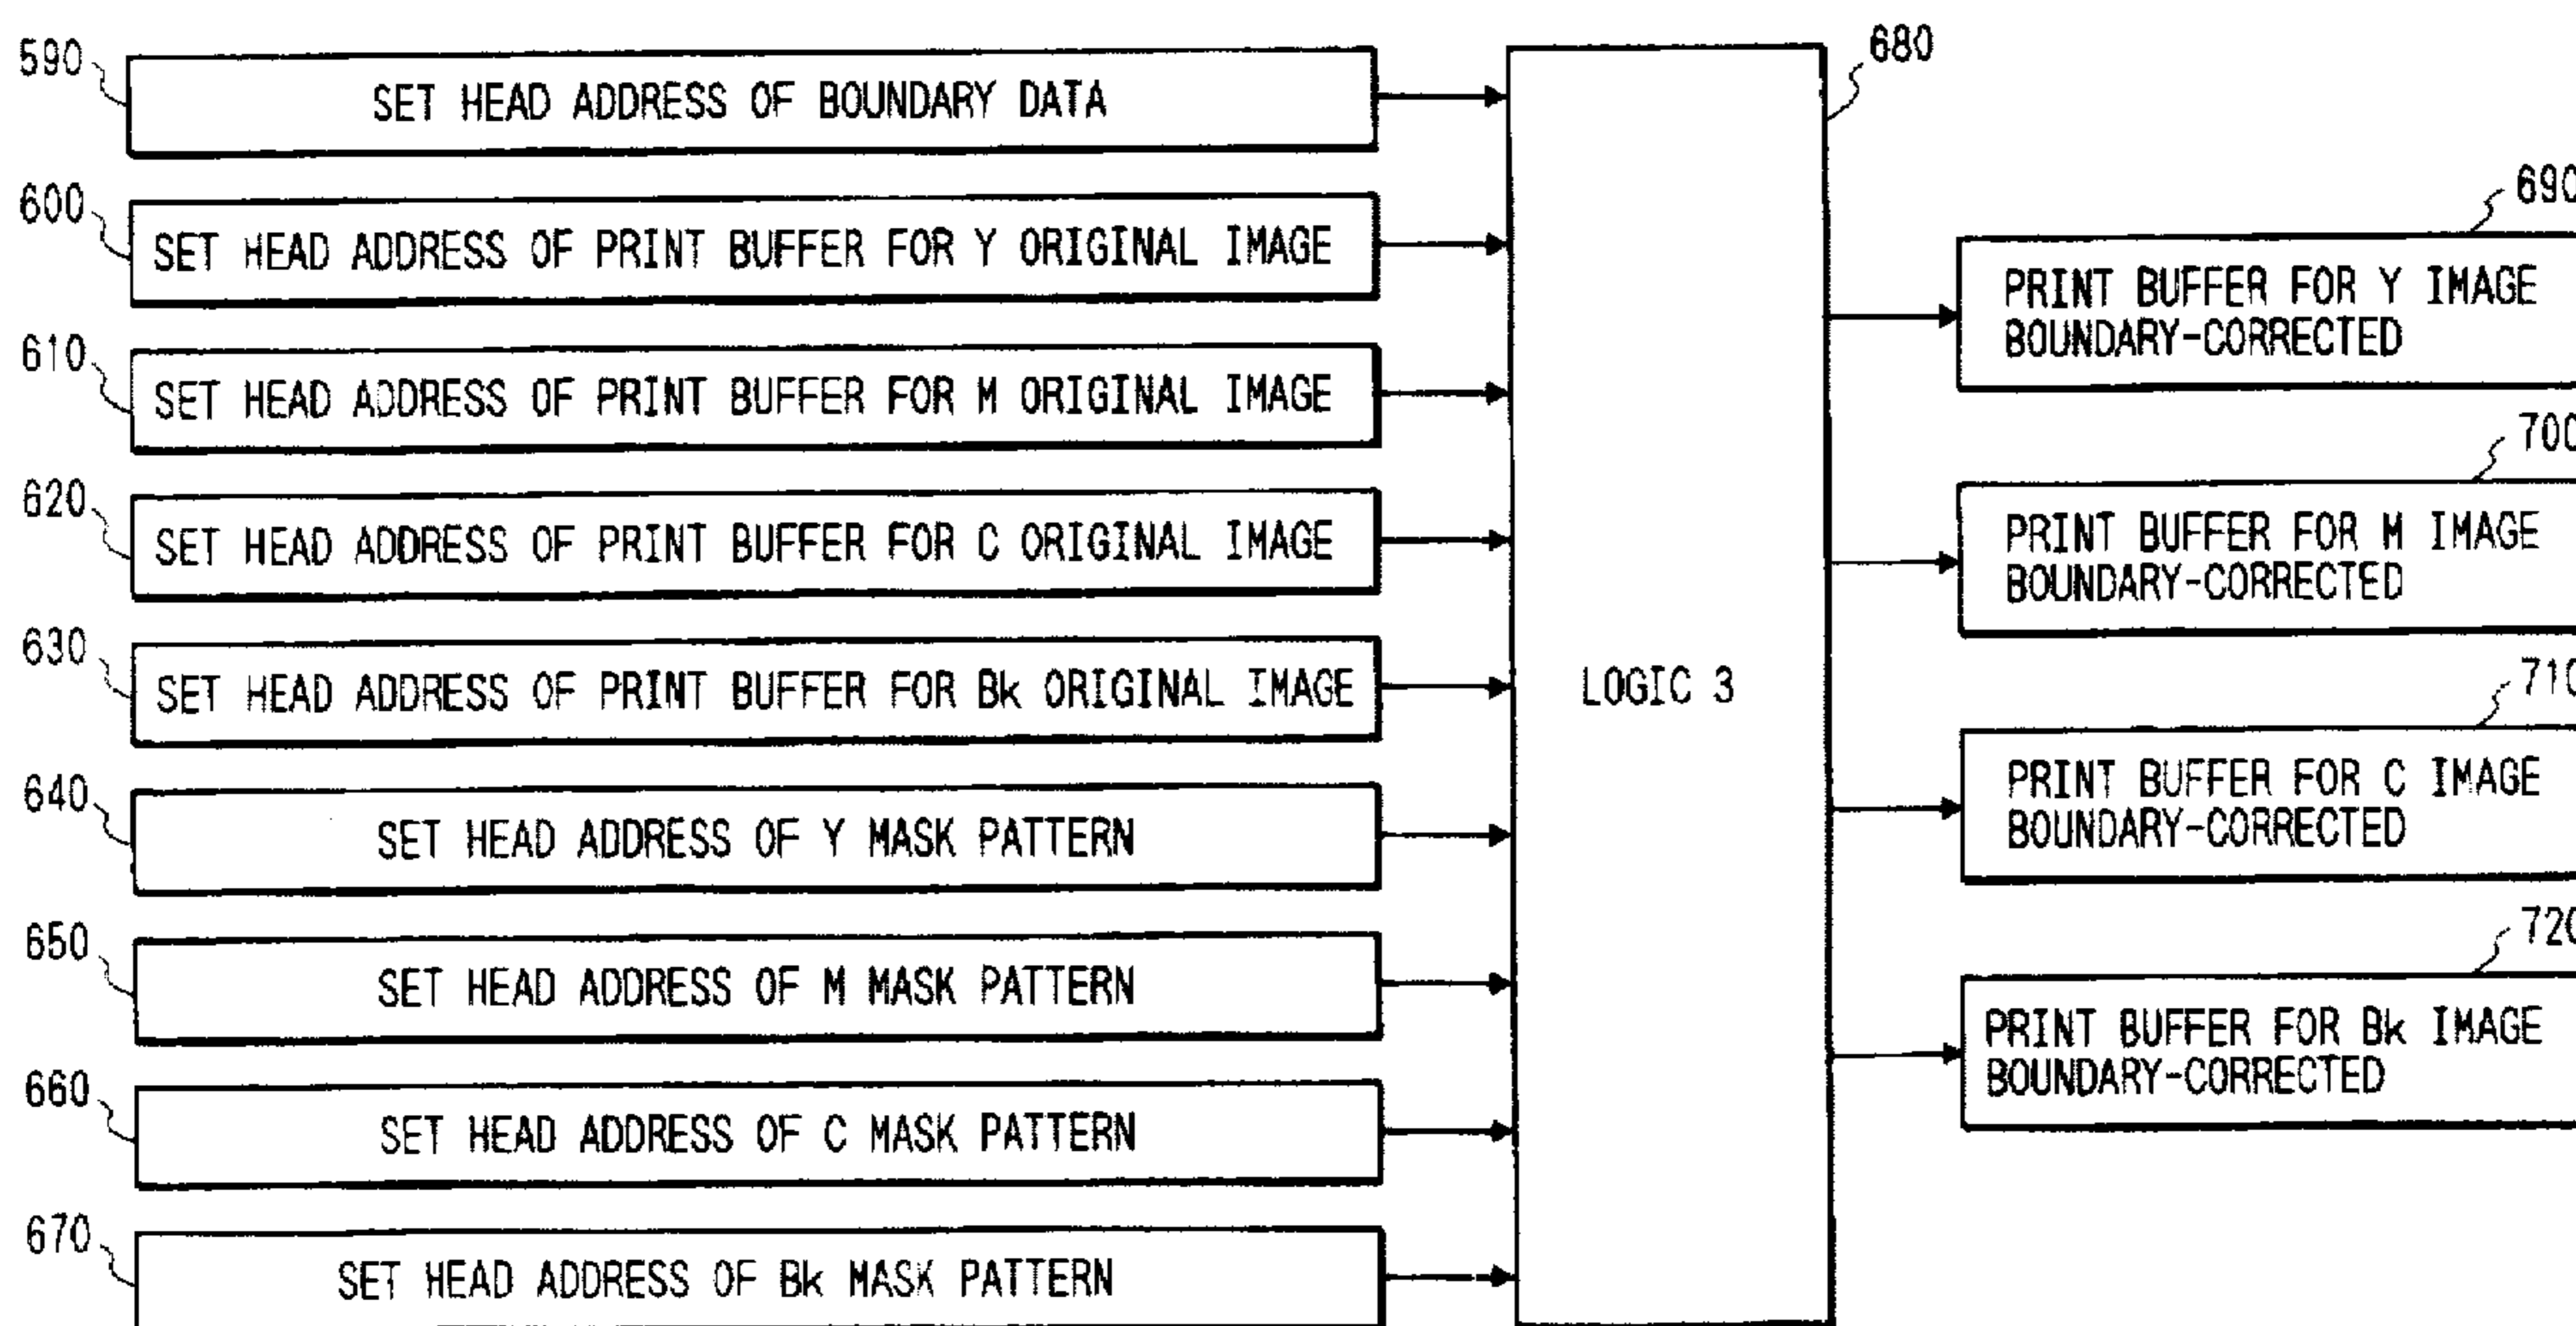 590
SET HEAD ADDRESS OF BOUNDARY DATA
600
SET HEAD ADDRESS OF PRINT BUFFER FOR Y ORIGINAL IMAGE
610
SET HEAD ADDRESS OF PRINT BUFFER FOR M ORIGINAL IMAGE
620
SET HEAD ADDRESS OF PRINT BUFFER FOR C ORIGINAL IMAGE
630
SET HEAD ADDRESS OF PRINT BUFFER FOR Bk ORIGINAL IMAGE
640
SET HEAD ADDRESS OF Y MASK PATTERN
650
SET HEAD ADDRESS OF M MASK PATTERN
660
SET HEAD ADDRESS OF C MASK PATTERN
670
SET HEAD ADDRESS OF Bk MASK PATTERN
680
LOGIC 3
690
PRINT BUFFER FOR Y IMAGE
BOUNDARY-CORRECTED
700
PRINT BUFFER FOR M IMAGE
BOUNDARY-CORRECTED
710
PRINT BUFFER FOR C IMAGE
BOUNDARY-CORRECTED
720
PRINT BUFFER FOR Bk IMAGE
BOUNDARY-CORRECTED